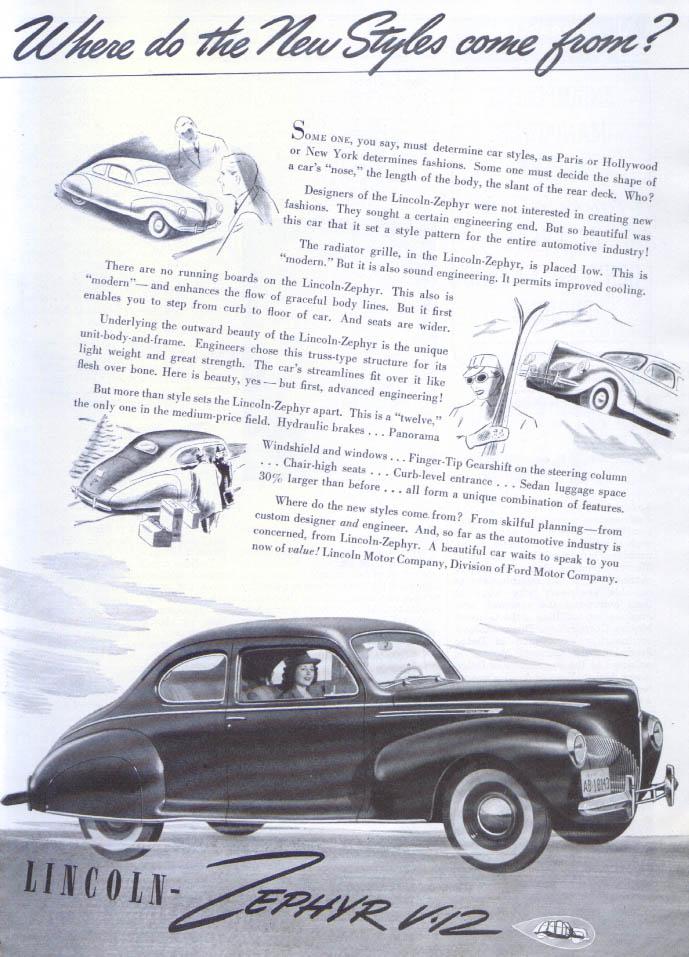 Where do the New Styles come from?
SOME ONE, you say, must determine car styles, as Paris or Hollywood
or New York determines fashions. Some one must decide the shape of
a car's "nose," the length of the body, the slant of the rear deck. Who?
Designers of the Lincoln-Zephyr were not interested in creating new
fashions. They sought a certain engineering end. But so beautiful was
this car that it set a style pattern for the entire automotive industry!
The radiator grille, in the Lincoln-Zephyr, is placed low. This is
"modern." But it is also sound engineering. It permits improved cooling.
There are no running boards on the Lincoln-Zephyr. This also is
"modern"—and enhances the flow of graceful body lines. But it first
enables you to step from curb to floor of car. And seats are wider.
Underlying the outward beauty of the Lincoln-Zephyr is the unique
unit-body-and-frame. Engineers chose this truss-type structure for its
light weight and great strength. The car's streamlines fit over it like
flesh over bone. Here is beauty, yes—but first, advanced engineering!
But more than style sets the Lincoln-Zephyr apart. This is a "twelve,"
the only one in the medium-price field. Hydraulic brakes . . . Panorama
Windshield and windows . . . Finger-Tip Gearshift on the steering column
. . . Chair-high seats . . . Curb-level entrance . . . Sedan luggage space
30% larger than before . . . all form a unique combination of features.
Where do the new styles come from? From skilful planning—from
custom designer and engineer. And, so far as the automotive industry is
concerned, from Lincoln-Zephyr. A beautiful car waits to speak to you
now of value! Lincoln Motor Company, Division of Ford Motor Company.
AB 18143
LINCOLN-
ZEPHYR V·12